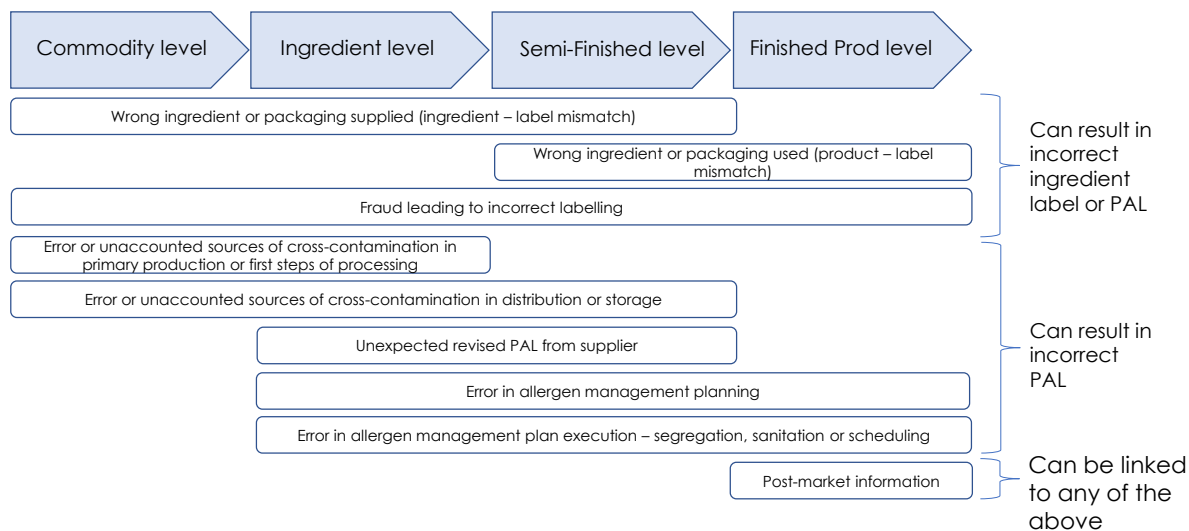 Commodity level
Ingredient level
Semi-Finished level
Finished Prod level
Wrong ingredient or packaging supplied (ingredient – label mismatch)
Wrong ingredient or packaging used (product – label
mismatch)
Fraud leading to incorrect labelling
Can result in
incorrect
ingredient
label or PAL
Error or unaccounted sources of cross-contamination in
primary production or first steps of processing
Error or unaccounted sources of cross-contamination in distribution or storage
Unexpected revised PAL from supplier
Error in allergen management planning
Error in allergen management plan execution – segregation, sanitation or scheduling
Can result in
incorrect
PAL
Post-market information
Can be linked
to any of the
above